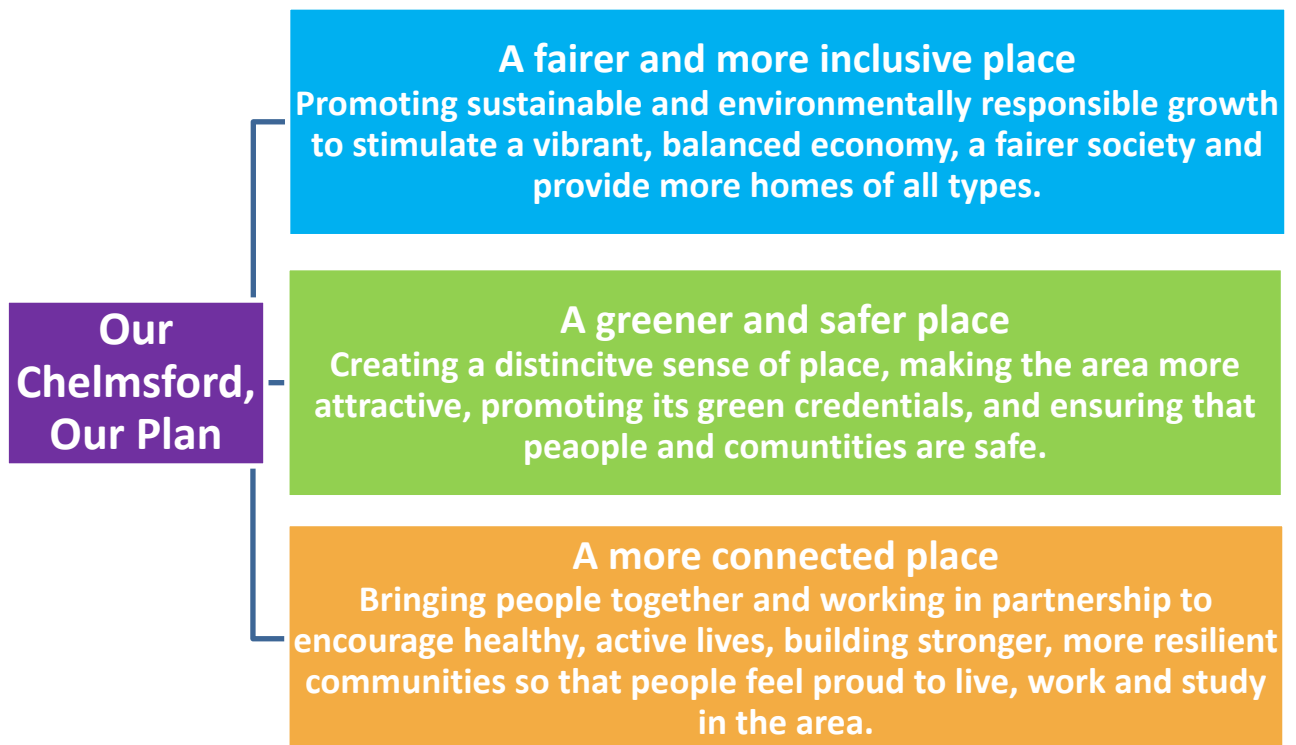 Our
Chelmsford,
Our Plan
A fairer and more inclusive place
Promoting sustainable and environmentally responsible growth
to stimulate a vibrant, balanced economy, a fairer society and
provide more homes of all types.
A greener and safer place
Creating a distincitve sense of place, making the area more
attractive, promoting its green credentials, and ensuring that
peaople and comuntities are safe.
A more connected place
Bringing people together and working in partnership to
encourage healthy, active lives, building stronger, more resilient
communities so that people feel proud to live, work and study
in the area.